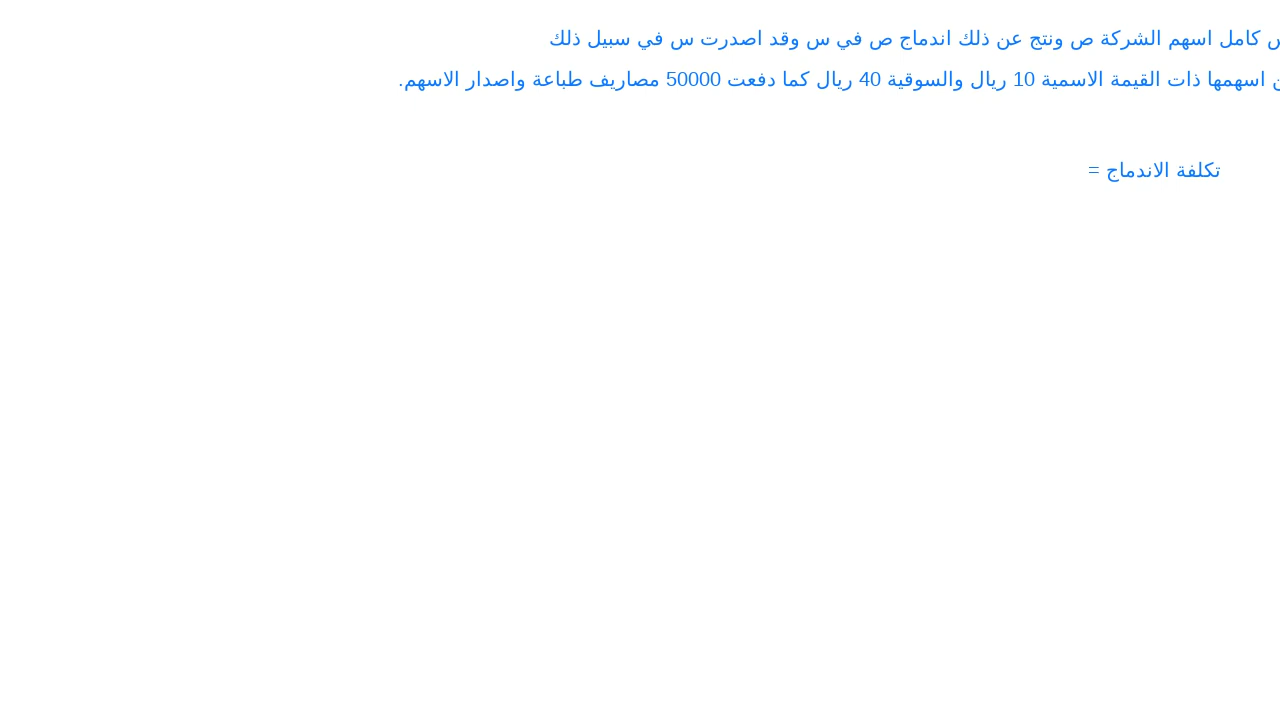 كامل اسهم الشركة ص ونتج عن ذلك اندماج ص في س وقد اصدرت س في سبيل ذلك
اسهمها ذات القيمة الاسمية 10 ريال والسوقية 40 ريال كما دفعت 50000 مصاريف طباعة واصدار الاسهم.
تكلفة الاندماج =